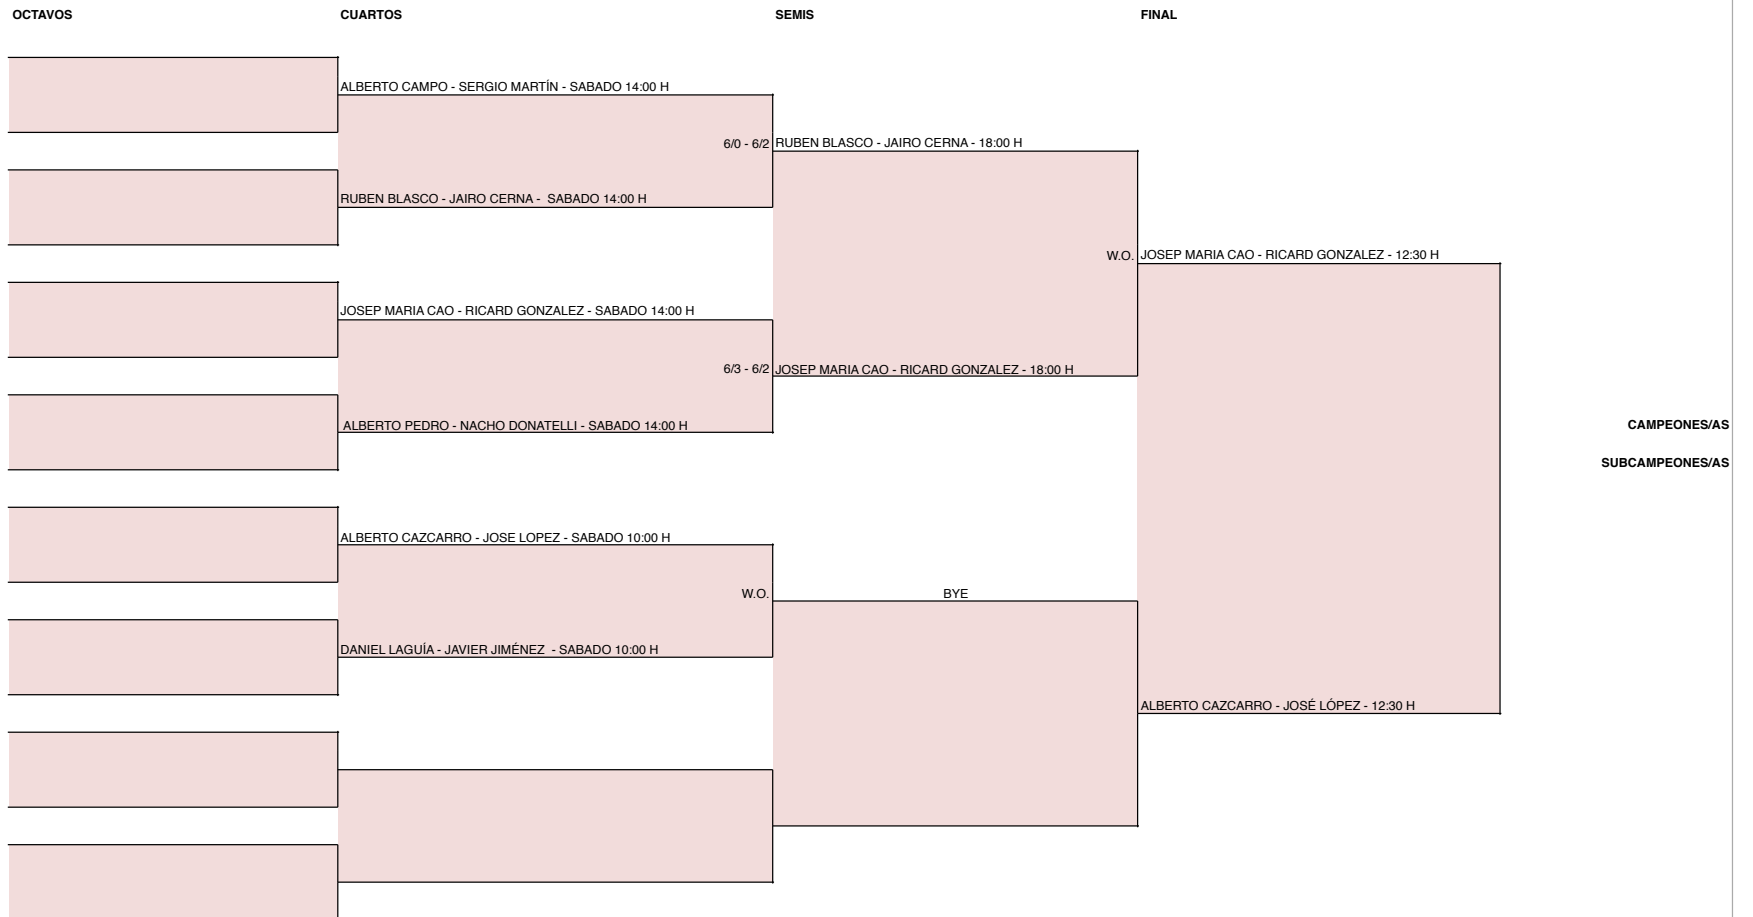 OCTAVOS
CUARTOS
SEMIS
FINAL
ALBERTO CAMPO - SERGIO MARTÍN - SABADO 14:00 H
6/0 - 6/2
RUBEN BLASCO - JAIRO CERNA - 18:00 H
RUBEN BLASCO - JAIRO CERNA -  SABADO 14:00 H
W.O.
JOSEP MARIA CAO - RICARD GONZALEZ - 12:30 H
JOSEP MARIA CAO - RICARD GONZALEZ - SABADO 14:00 H
6/3 - 6/2
JOSEP MARIA CAO - RICARD GONZALEZ - 18:00 H
ALBERTO PEDRO - NACHO DONATELLI - SABADO 14:00 H
CAMPEONES/AS
SUBCAMPEONES/AS
ALBERTO CAZCARRO - JOSE LOPEZ - SABADO 10:00 H
W.O.
BYE
DANIEL LAGUÍA - JAVIER JIMÉNEZ  - SABADO 10:00 H
ALBERTO CAZCARRO - JOSÉ LÓPEZ - 12:30 H